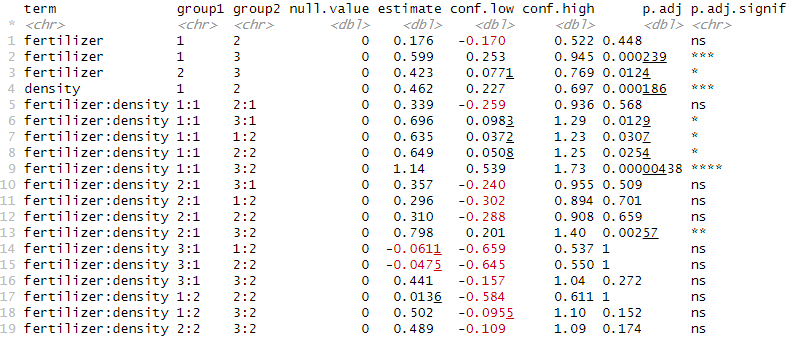 term group1 group2 null.value estimate conf.low conf.high p.adj p.adj.signif
* <chr> <chr> <chr> <dbl> <dbl> <dbl> <dbl> <dbl> <chr>
1 fertilizer 1 2 0 0.176 -0.170 0.522 0.448 ns
2 fertilizer 1 3 0 0.599 0.253 0.945 0.000239 ***
3 fertilizer 2 3 0 0.423 0.0771 0.769 0.0124 *
4 density 1 2 0 0.462 0.227 0.697 0.000186 ***
5 fertilizer:density 1:1 2:1 0 0.339 -0.259 0.936 0.568 ns
6 fertilizer:density 1:1 3:1 0 0.696 0.0983 1.29 0.0129 *
7 fertilizer:density 1:1 1:2 0 0.635 0.0372 1.23 0.0307 *
8 fertilizer:density 1:1 2:2 0 0.649 0.0508 1.25 0.0254 *
9 fertilizer:density 1:1 3:2 0 1.14 0.539 1.73 0.00000438 ****
10 fertilizer:density 2:1 3:1 0 0.357 -0.240 0.955 0.509 ns
11 fertilizer:density 2:1 1:2 0 0.296 -0.302 0.894 0.701 ns
12 fertilizer:density 2:1 2:2 0 0.310 -0.288 0.908 0.659 ns
13 fertilizer:density 2:1 3:2 0 0.798 0.201 1.40 0.00257 **
14 fertilizer:density 3:1 1:2 0 -0.0611 -0.659 0.537 1 ns
15 fertilizer:density 3:1 2:2 0 -0.0475 -0.645 0.550 1 ns
16 fertilizer:density 3:1 3:2 0 0.441 -0.157 1.04 0.272 ns
17 fertilizer:density 1:2 2:2 0 0.0136 -0.584 0.611 1 ns
18 fertilizer:density 1:2 3:2 0 0.502 -0.0955 1.10 0.152 ns
19 fertilizer:density 2:2 3:2 0 0.489 -0.109 1.09 0.174 ns